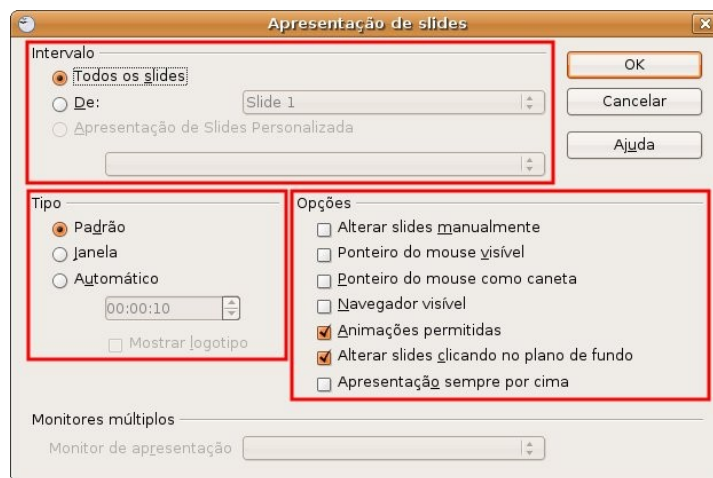 Apresentação de slides
Intervalo
Todos os slides
De:
Slide 1
Apresentação de Slides Personalizada
OK
Cancelar
Ajuda
Tipo
Padrão
Janela
Automático
00:00:10
Mostrar logotipo
Opções
Alterar slides manualmente
Ponteiro do mouse visível
Ponteiro do mouse como caneta
Navegador visível
Animações permitidas
Alterar slides clicando no plano de fundo
Apresentação sempre por cima
Monitores múltiplos
Monitor de apresentação